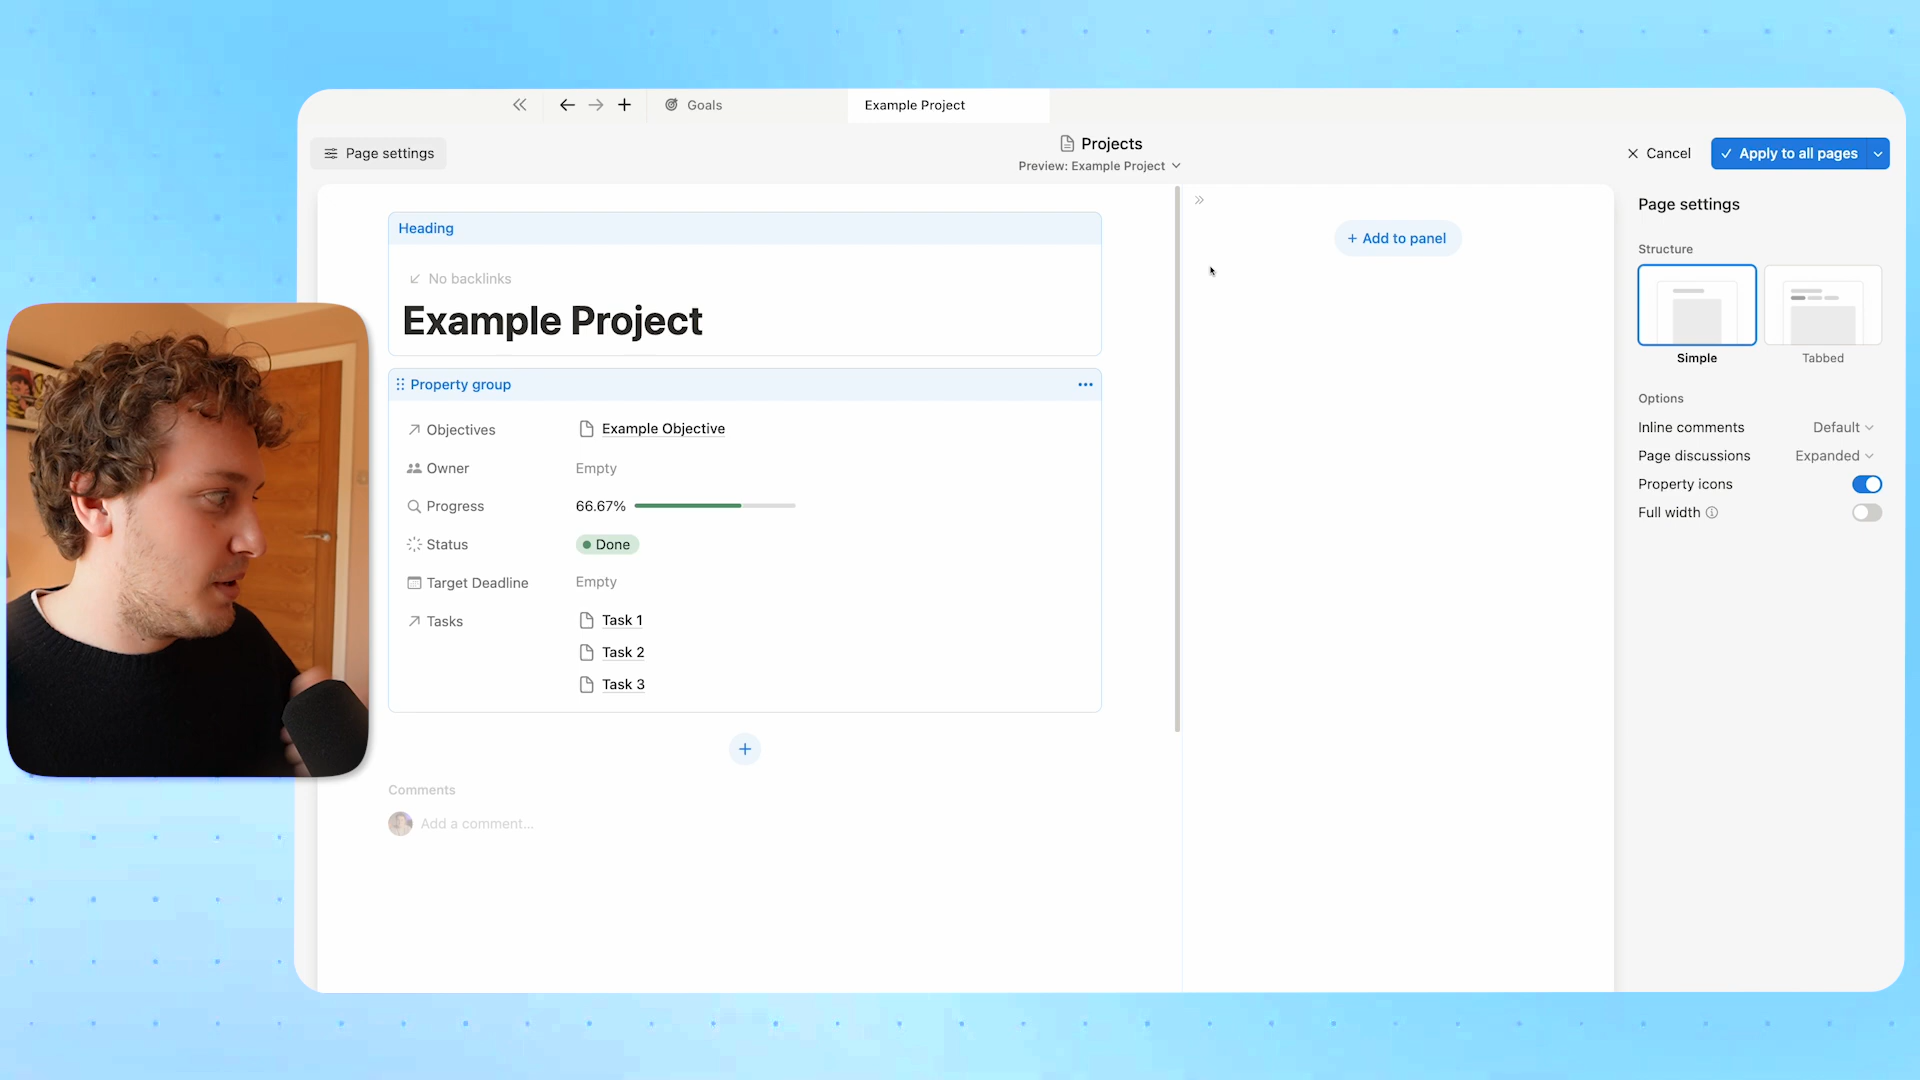 Goals
Example Project
Page settings
Projects
Preview: Example Project
Cancel
Apply to all pages
Heading
No backlinks
Example Project
Property group
Objectives
Example Objective
Owner
Empty
Progress
66.67%
Status
Done
Target Deadline
Empty
Tasks
Task 1
Task 2
Task 3
Comments
Add a comment...
+ Add to panel
Page settings
Structure
Simple
Tabbed
Options
Inline comments
Default
Page discussions
Expanded
Property icons
Full width